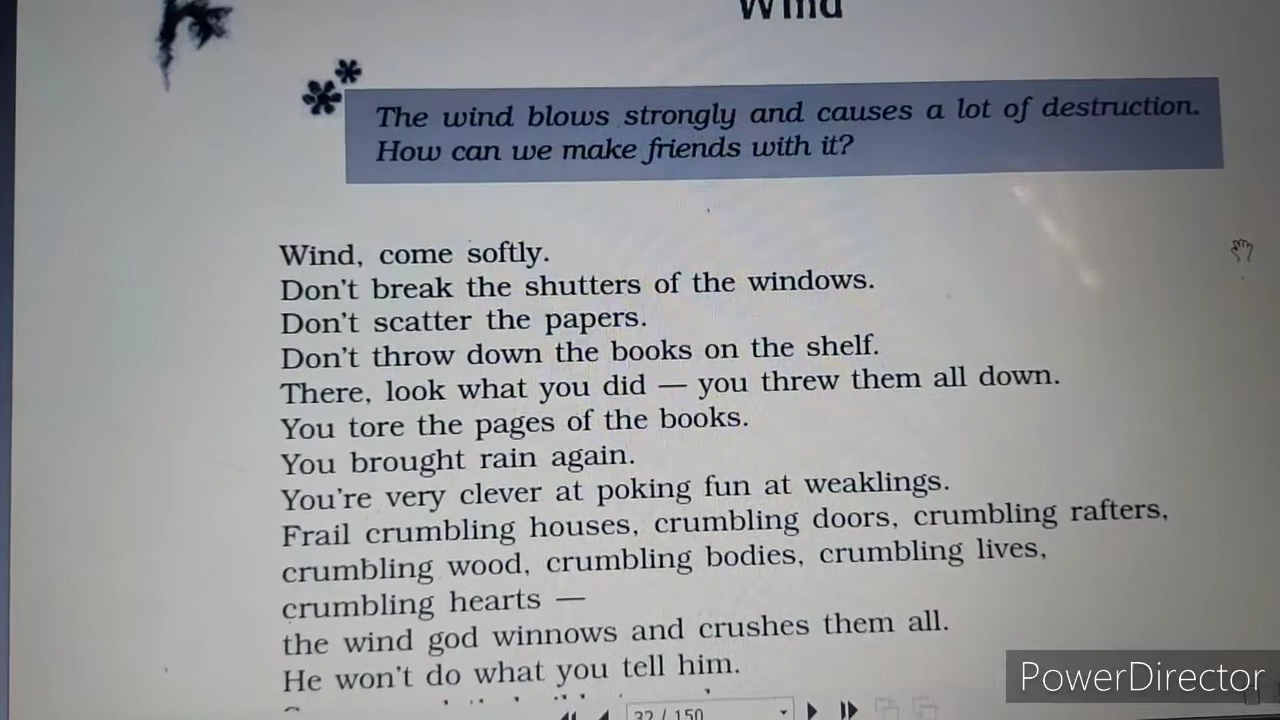 Wind
The wind blows strongly and causes a lot of destruction.
How can we make friends with it?
Wind, come softly.
Don't break the shutters of the windows.
Don't scatter the papers.
Don't throw down the books on the shelf.
There, look what you did — you threw them all down.
You tore the pages of the books.
You brought rain again.
You're very clever at poking fun at weaklings.
Frail crumbling houses, crumbling doors, crumbling rafters,
crumbling wood, crumbling bodies, crumbling lives,
crumbling hearts —
the wind god winnows and crushes them all.
He won't do what you tell him.
32 / 150
PowerDirector